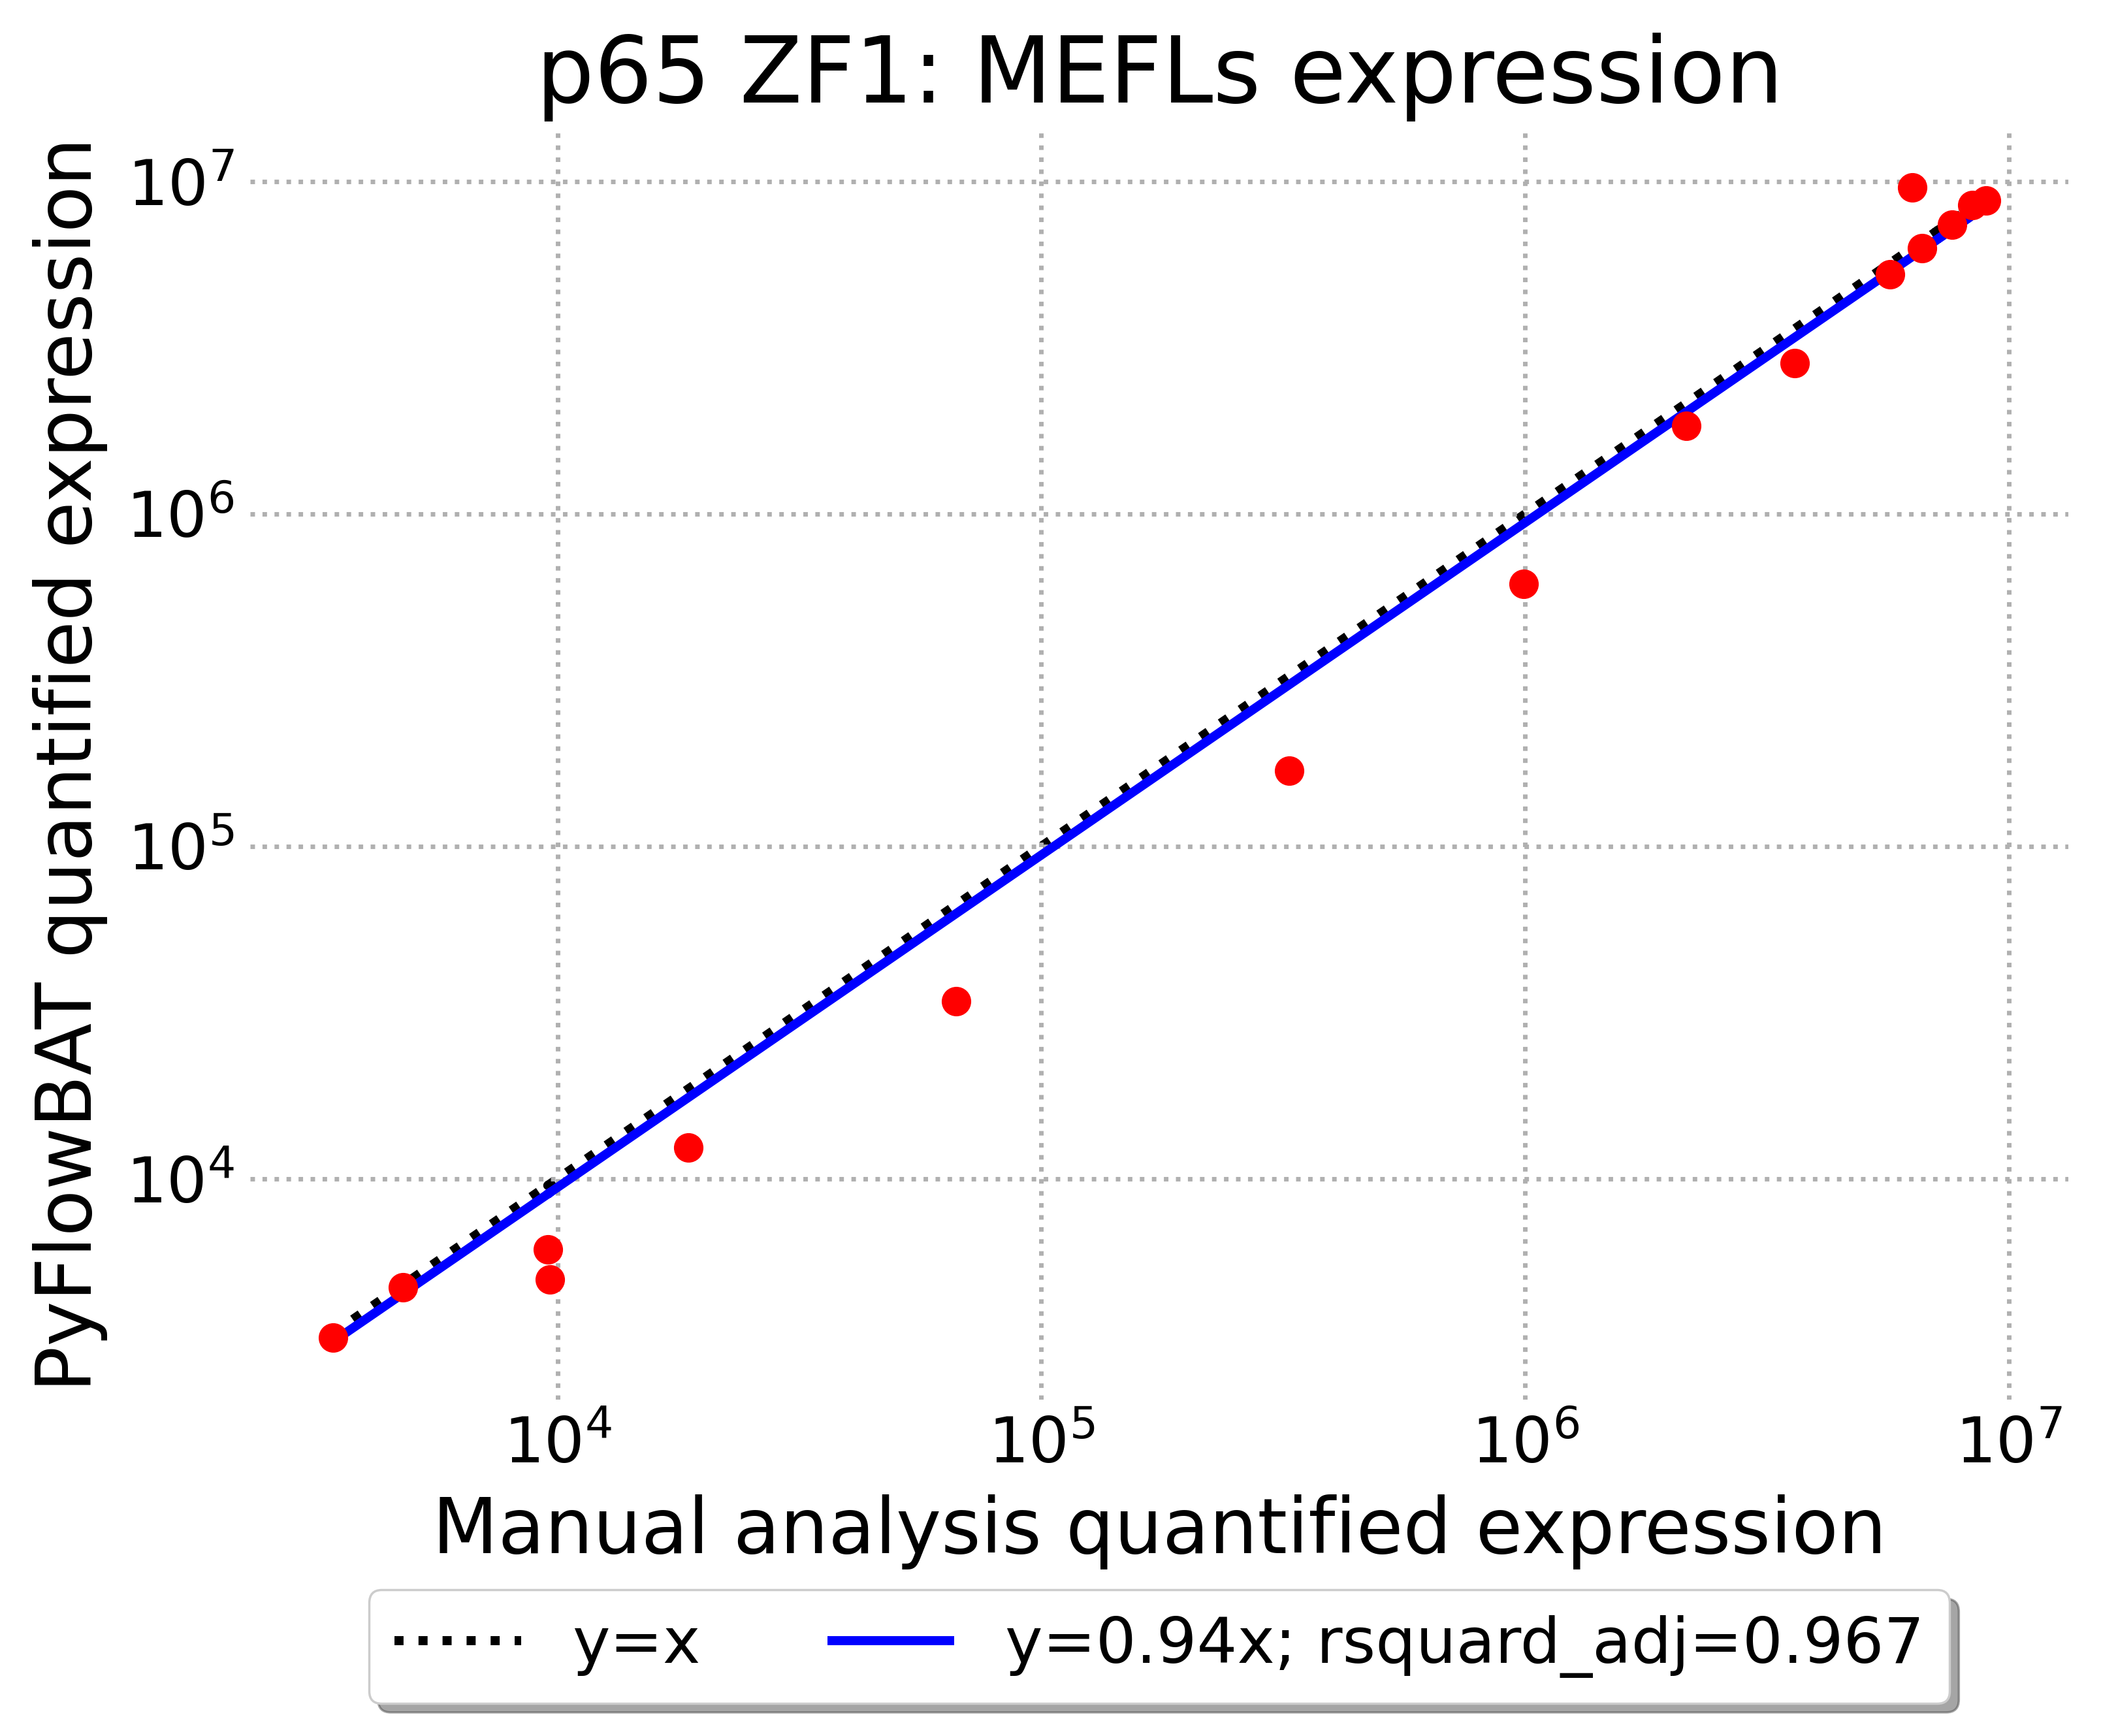 p65 ZF1: MEFLs expression
PyFlowBAT quantified expression
10⁷
10⁶
10⁵
10⁴
10⁴ 10⁵ 10⁶ 10⁷
Manual analysis quantified expression
y=x y=0.94x; rsquard_adj=0.967